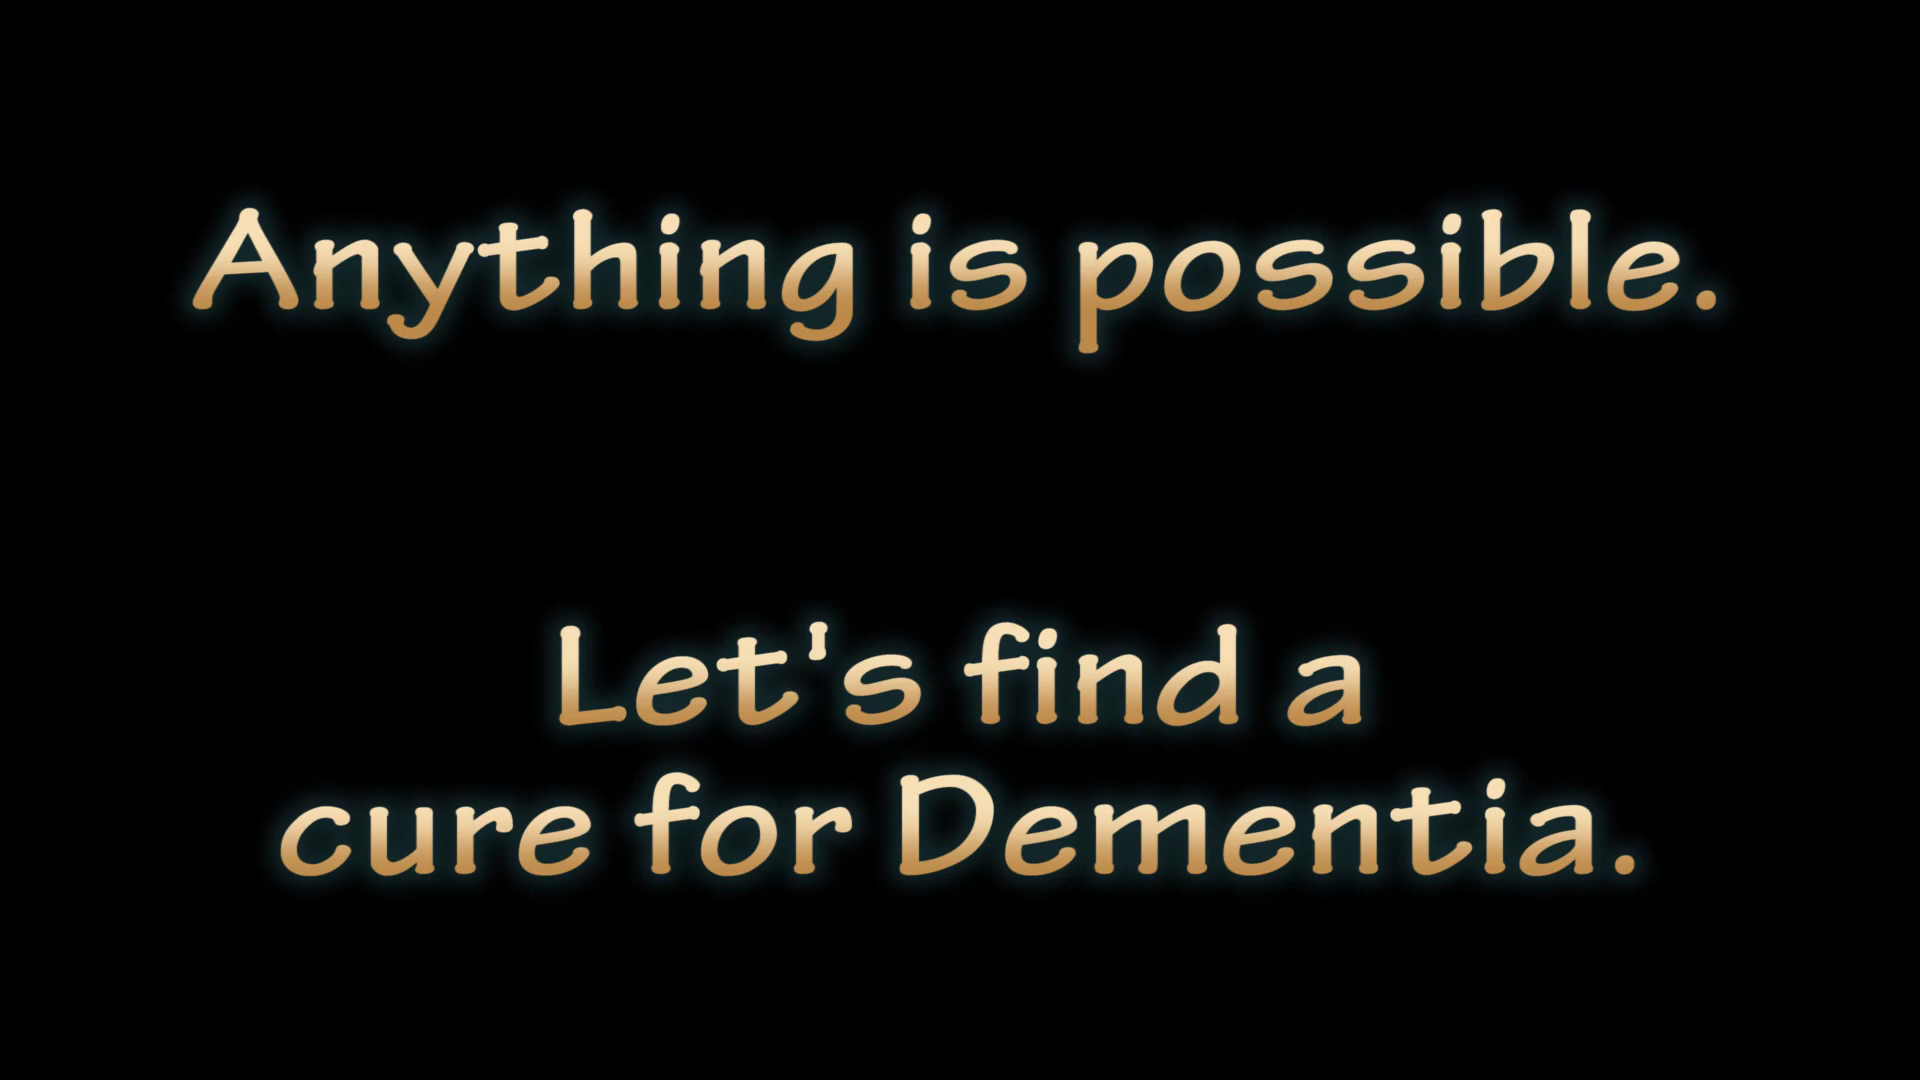 Anything is possible.
Let's find a
cure for Dementia.